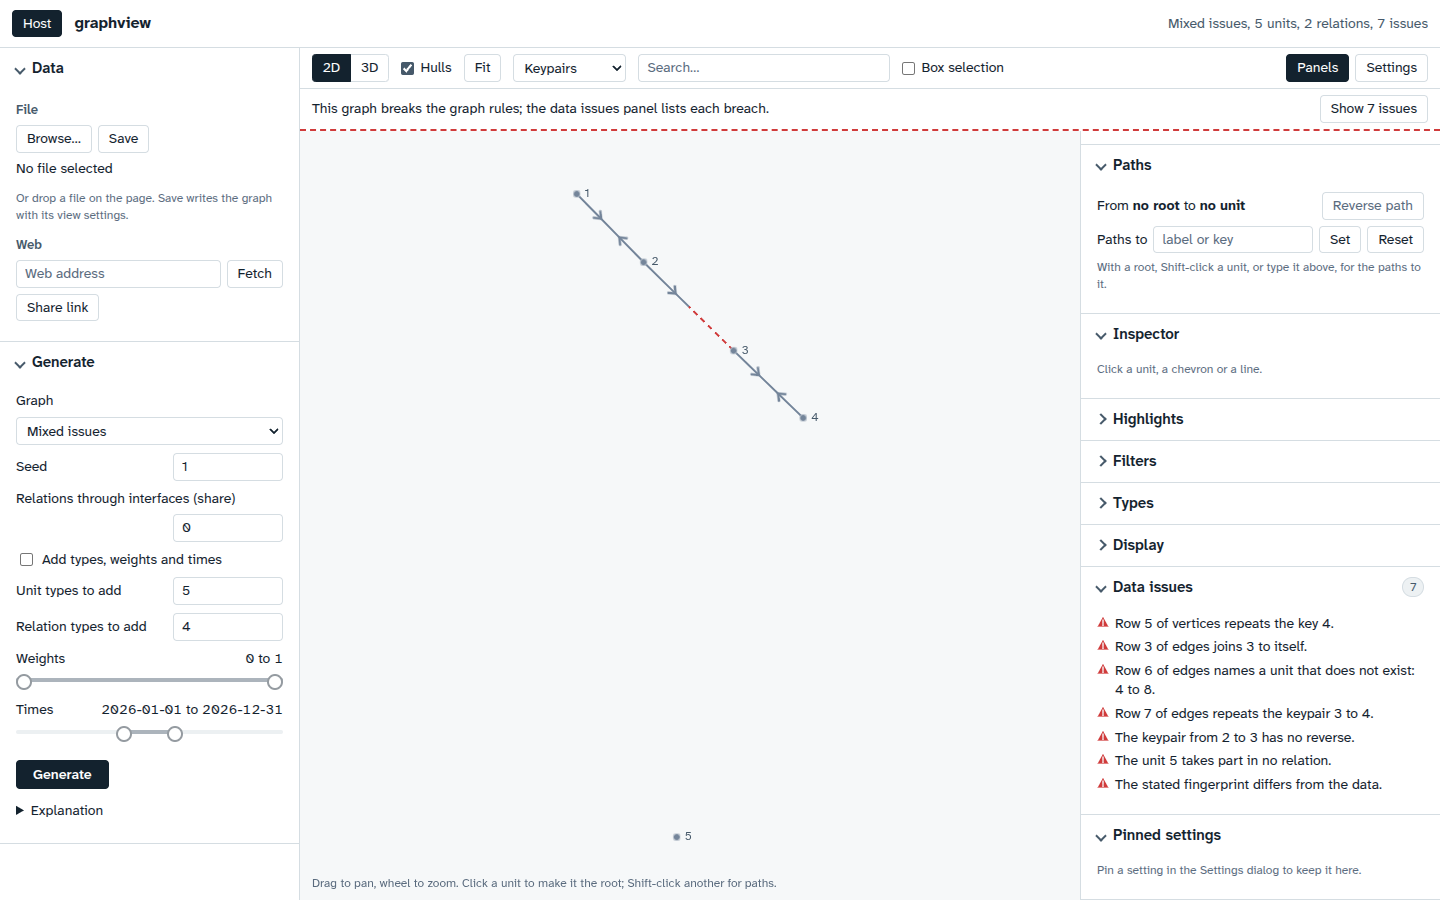 Host graphview Mixed issues, 5 units, 2 relations, 7 issues
Data
File
Browse... Save
No file selected
Or drop a file on the page. Save writes the graph
with its view settings.
Web
Web address Fetch
Share link
Generate
Graph
Mixed issues
Seed 1
Relations through interfaces (share)
0
Add types, weights and times
Unit types to add 5
Relation types to add 4
Weights 0 to 1
Times 2026-01-01 to 2026-12-31
Generate
Explanation
2D 3D Hulls Fit Keypairs Search... Box selection Panels Settings
This graph breaks the graph rules; the data issues panel lists each breach. Show 7 issues
1
2
3
4
5
Drag to pan, wheel to zoom. Click a unit to make it the root; Shift-click another for paths.
Paths
From no root to no unit Reverse path
Paths to label or key Set Reset
With a root, Shift-click a unit, or type it above, for the paths to
it.
Inspector
Click a unit, a chevron or a line.
Highlights
Filters
Types
Display
Data issues 7
Row 5 of vertices repeats the key 4.
Row 3 of edges joins 3 to itself.
Row 6 of edges names a unit that does not exist:
4 to 8.
Row 7 of edges repeats the keypair 3 to 4.
The keypair from 2 to 3 has no reverse.
The unit 5 takes part in no relation.
The stated fingerprint differs from the data.
Pinned settings
Pin a setting in the Settings dialog to keep it here.